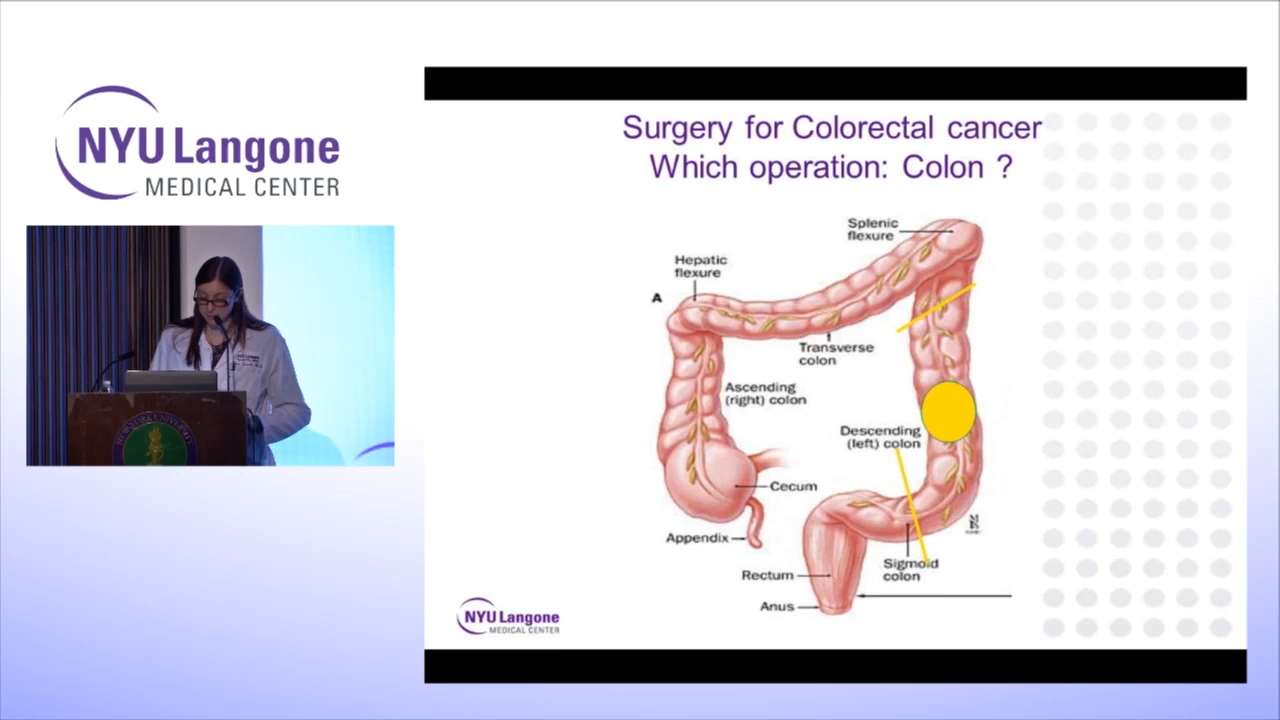 NYU Langone
MEDICAL CENTER
Surgery for Colorectal cancer
Which operation: Colon ?
Splenic
flexure
Hepatic
flexure
A
Transverse
colon
Ascending
(right) colon
Descending
(left) colon
Cecum
Appendix
Sigmoid
colon
Rectum
Anus
NYU Langone
MEDICAL CENTER